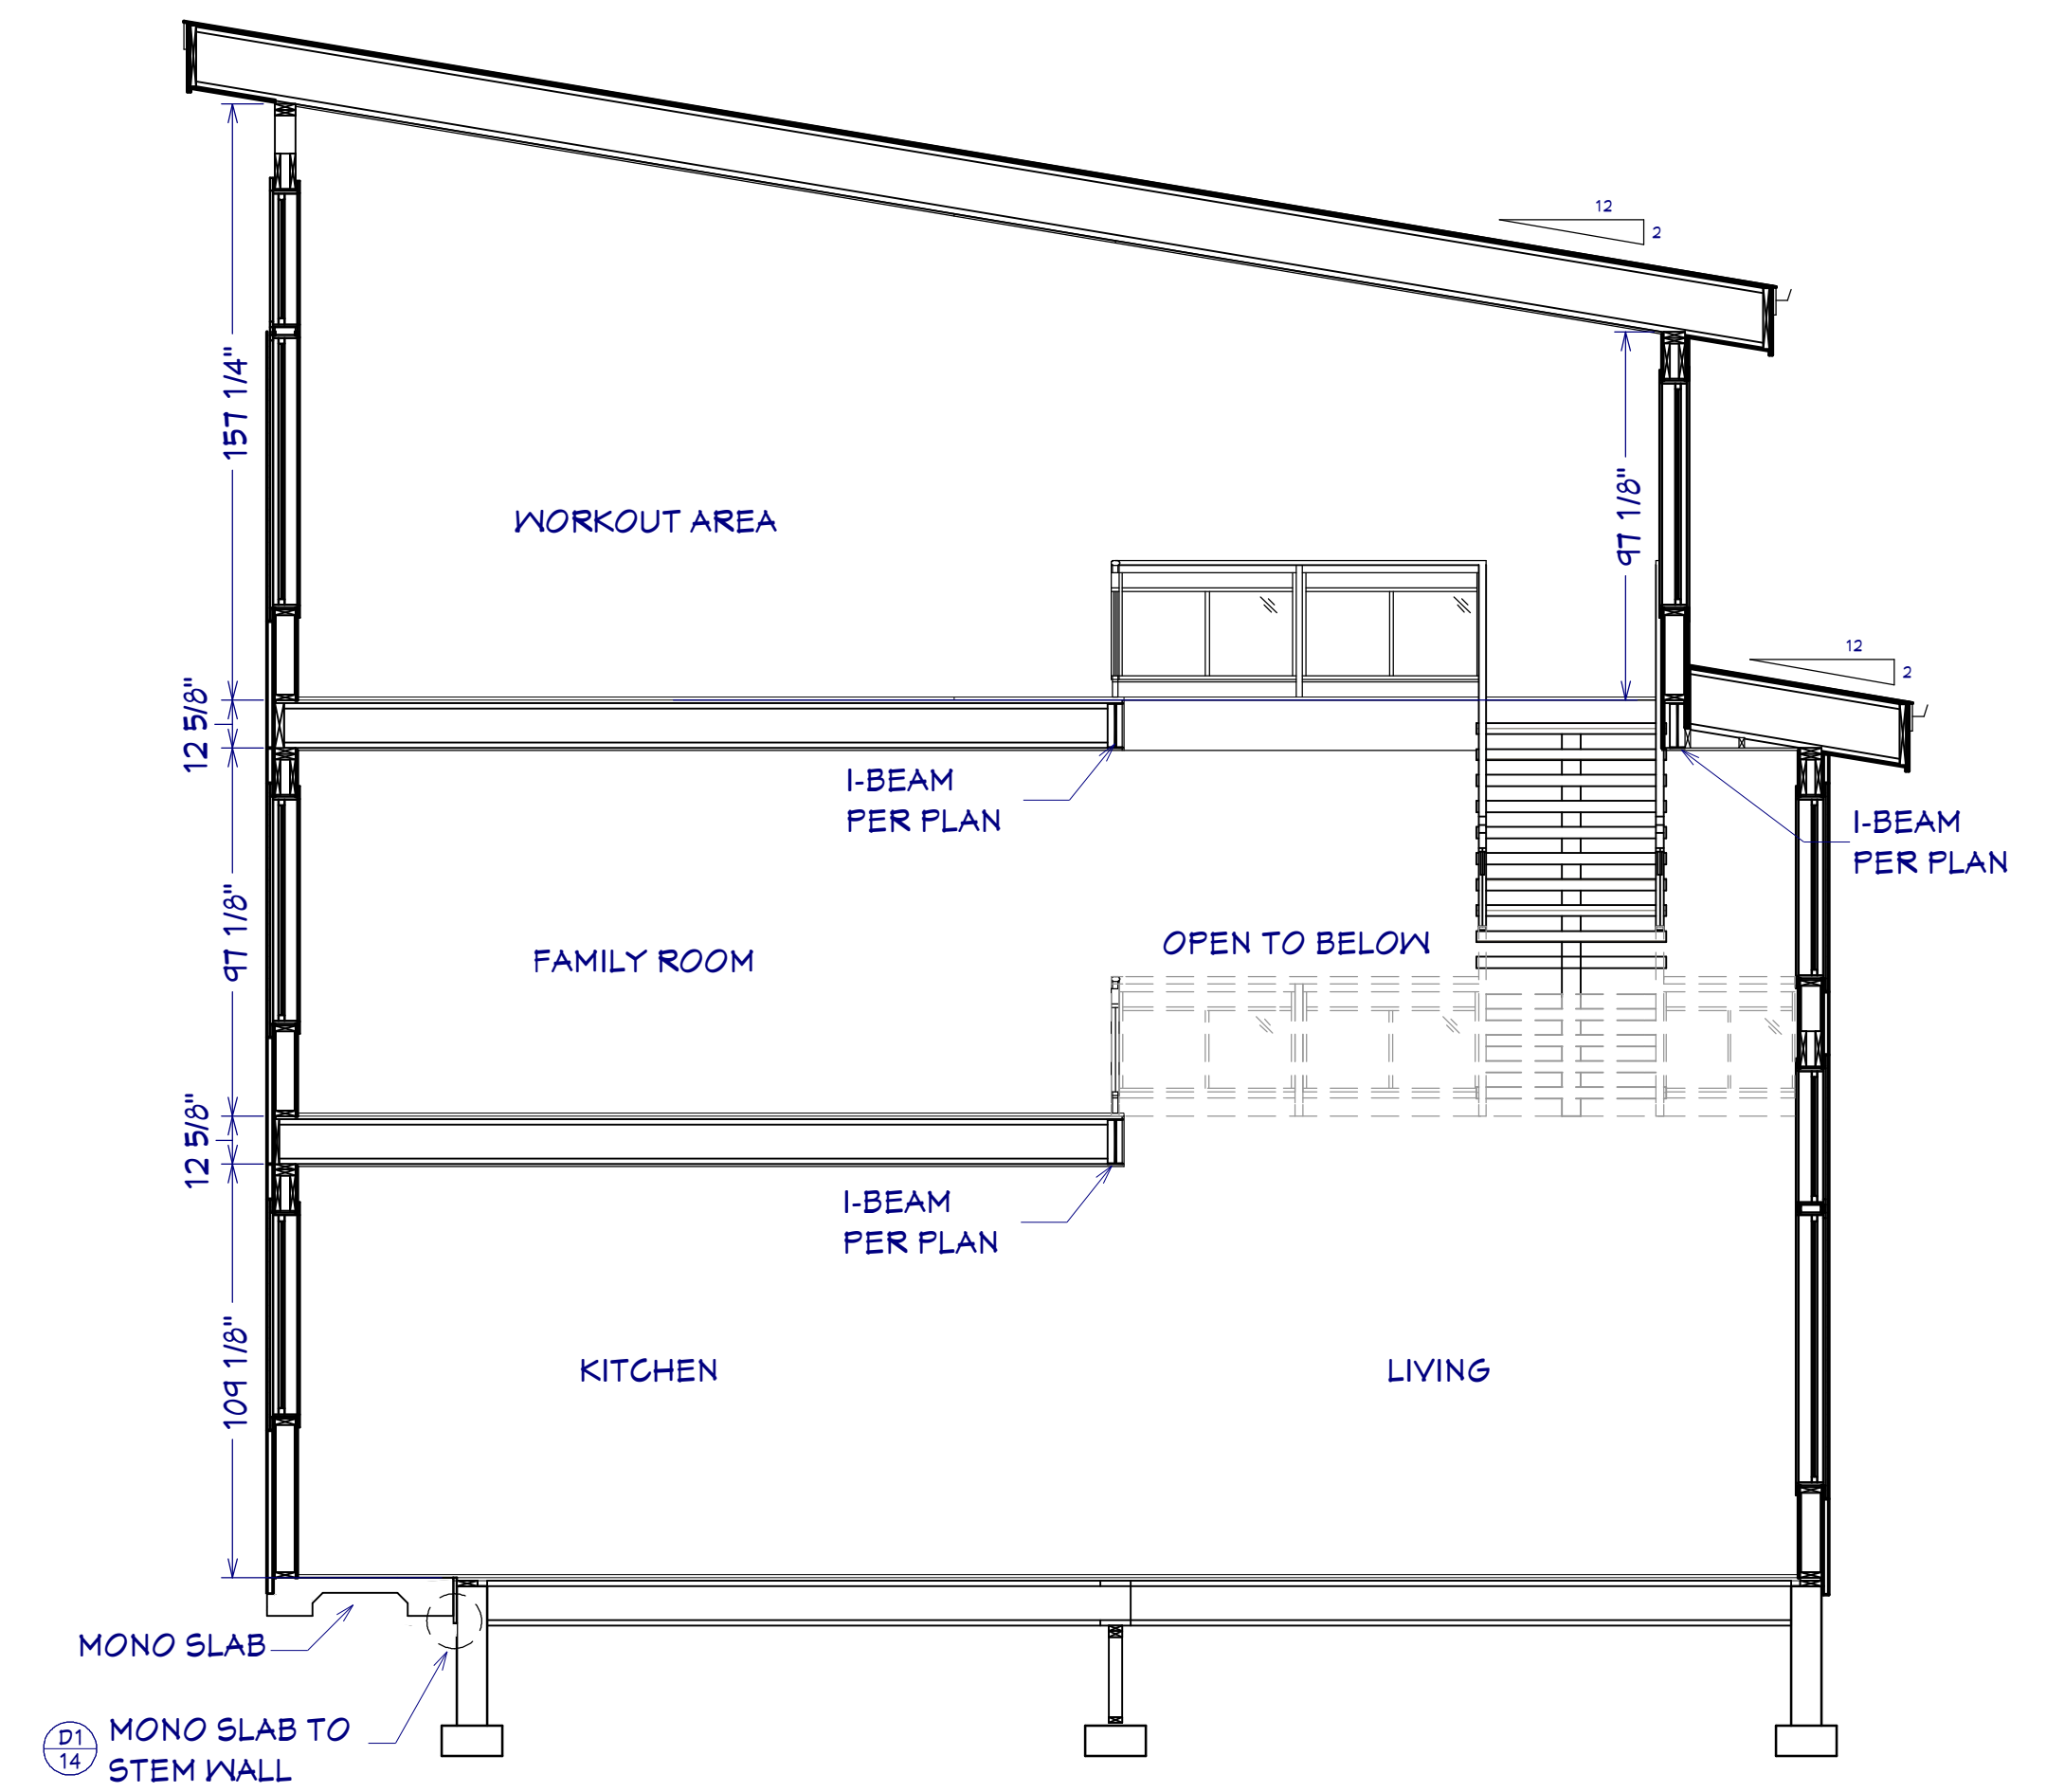 12
2
157 1/4"
97 1/8"
WORKOUT AREA
12
2
12 5/8"
I-BEAM
PER PLAN
I-BEAM
PER PLAN
97 1/8"
FAMILY ROOM
OPEN TO BELOW
12 5/8"
I-BEAM
PER PLAN
109 1/8"
KITCHEN
LIVING
MONO SLAB
D1
14
MONO SLAB TO
STEM WALL